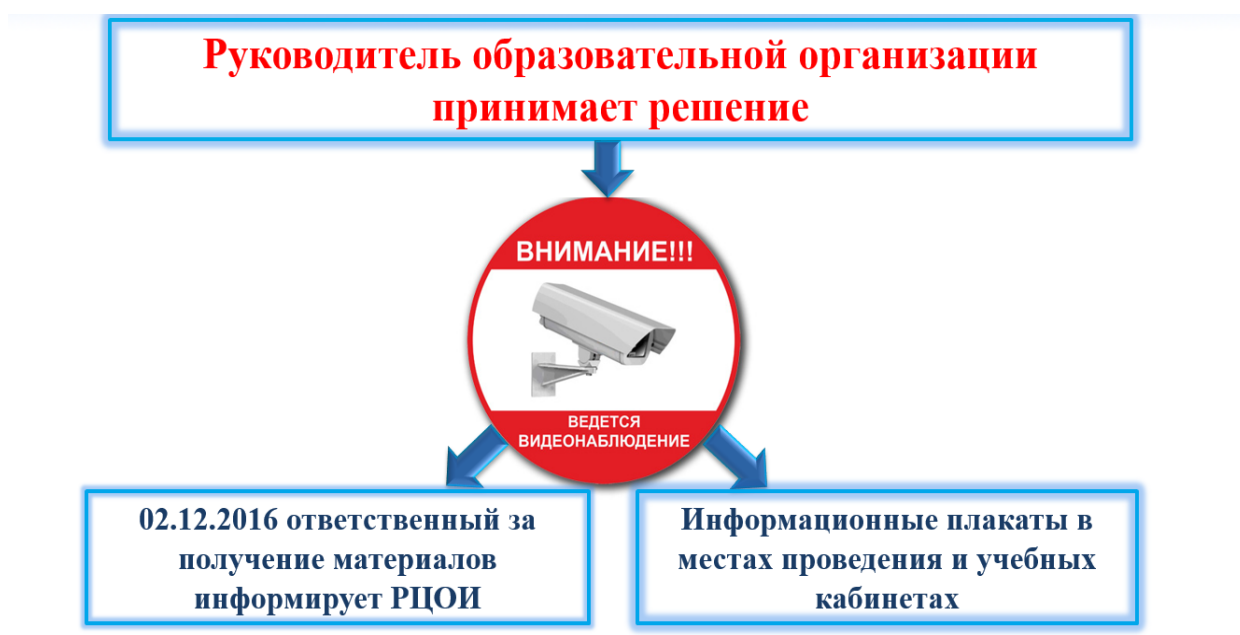 Руководитель образовательной организации
принимает решение
ВНИМАНИЕ!!!
ВЕДЕТСЯ
ВИДЕОНАБЛЮДЕНИЕ
02.12.2016 ответственный за
получение материалов
информирует РЦОИ
Информационные плакаты в
местах проведения и учебных
кабинетах